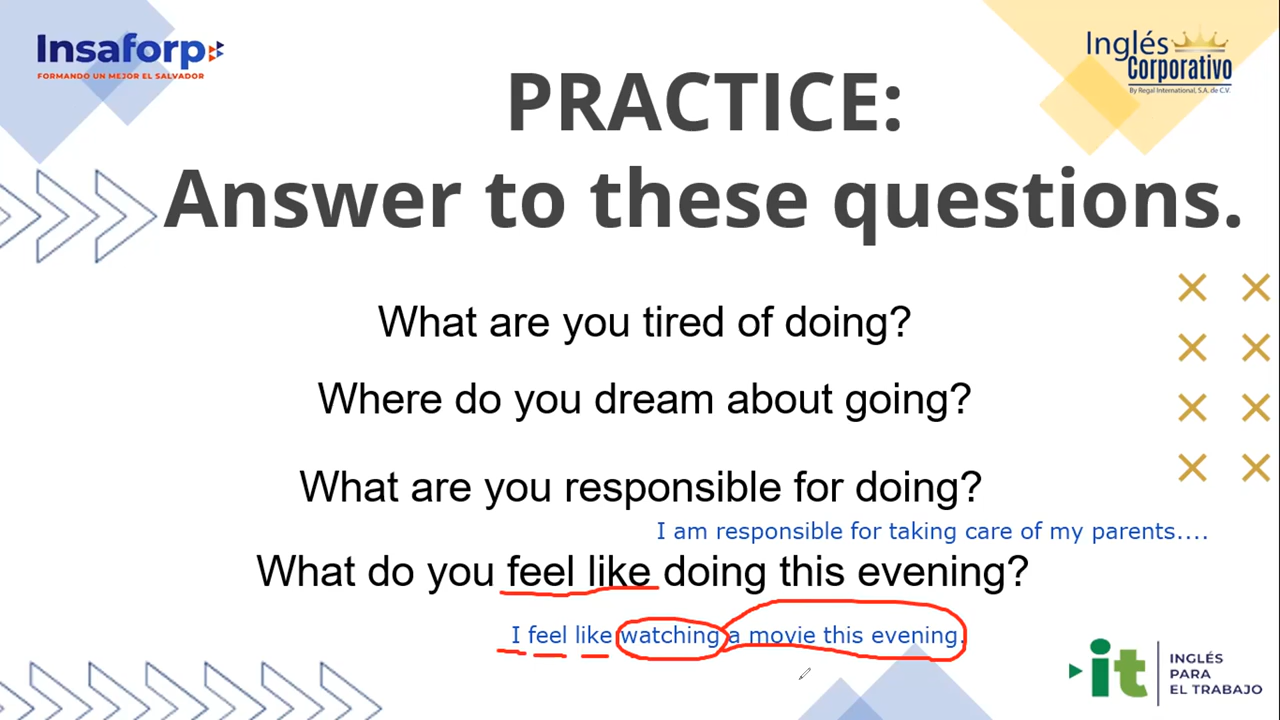 Insaforp
FORMANDO UN MEJOR EL SALVADOR
Inglés
Corporativo
By Regal International, S.A. de C.V.
PRACTICE:
Answer to these questions.
What are you tired of doing?
Where do you dream about going?
What are you responsible for doing?
I am responsible for taking care of my parents....
What do you feel like doing this evening?
I feel like watching a movie this evening.
it
INGLÉS
PARA
EL TRABAJO